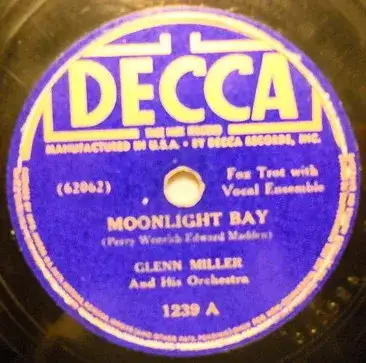 DECCA
MANUFACTURED IN U.S.A. · BY DECCA RECORDS, INC.
(62062)
Fox Trot with
Vocal Ensemble
MOONLIGHT BAY
(Percy Wenrich Edward Madden)
GLENN MILLER
And His Orchestra
1239 A